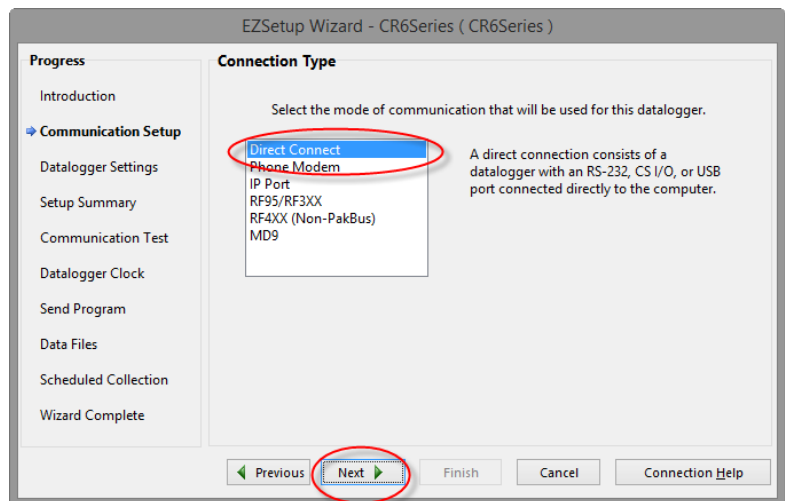 EZSetup Wizard - CR6Series ( CR6Series )
Progress
Introduction
Communication Setup
Datalogger Settings
Setup Summary
Communication Test
Datalogger Clock
Send Program
Data Files
Scheduled Collection
Wizard Complete
Connection Type
Select the mode of communication that will be used for this datalogger.
Direct Connect
Phone Modem
IP Port
RF95/RF3XX
RF4XX (Non-PakBus)
MD9
A direct connection consists of a
datalogger with an RS-232, CS I/O, or USB
port connected directly to the computer.
Previous
Next
Finish
Cancel
Connection Help